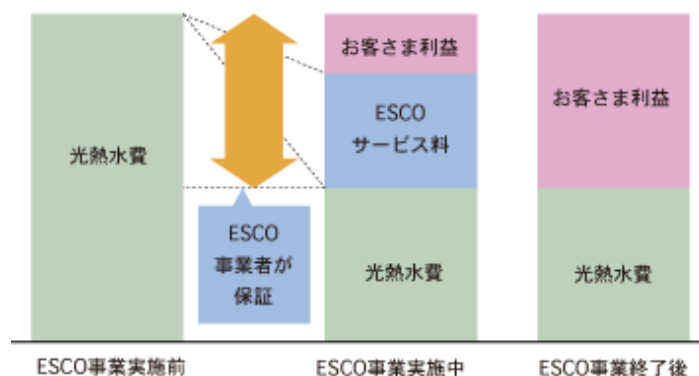 光熱水費
ESCO
事業者が
保証
お客さま利益
ESCO
サービス料
光熱水費
お客さま利益
光熱水費
ESCO事業実施前
ESCO事業実施中
ESCO事業終了後